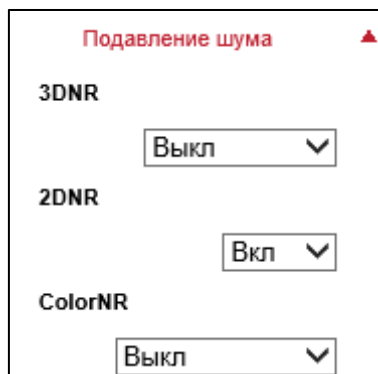 Подавление шума
3DNR
Выкл
2DNR
Вкл
ColorNR
Выкл